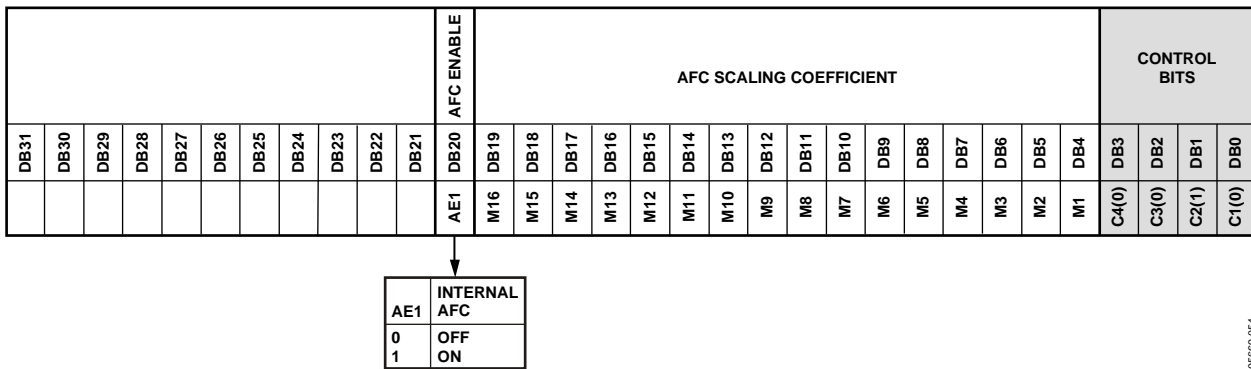 AFC ENABLE
AFC SCALING COEFFICIENT
CONTROL
BITS
DB31 DB30 DB29 DB28 DB27 DB26 DB25 DB24 DB23 DB22 DB21 DB20 DB19 DB18 DB17 DB16 DB15 DB14 DB13 DB12 DB11 DB10 DB9 DB8 DB7 DB6 DB5 DB4 DB3 DB2 DB1 DB0
AE1 M16 M15 M14 M13 M12 M11 M10 M9 M8 M7 M6 M5 M4 M3 M2 M1 C4(0) C3(0) C2(1) C1(0)
AE1 INTERNAL
AFC
0 OFF
1 ON